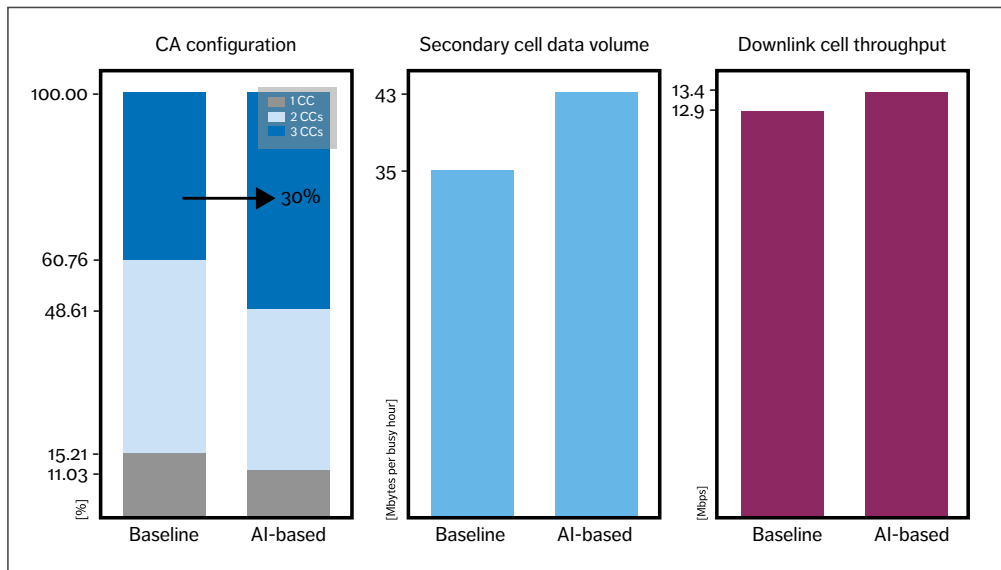 CA configuration
100.00
60.76
48.61
15.21
11.03
[%]
1 CC
2 CCs
3 CCs
30%
Baseline
AI-based
Secondary cell data volume
43
35
[Mbytes per busy hour]
Baseline
AI-based
Downlink cell throughput
13.4
12.9
[Mbps]
Baseline
AI-based